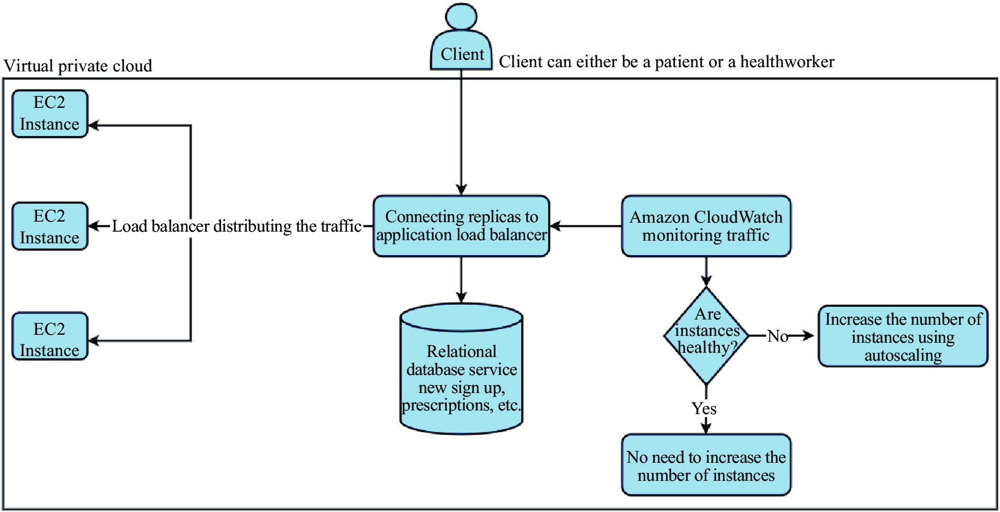 Client
Client can either be a patient or a healthworker
Virtual private cloud
EC2
Instance
EC2
Instance
EC2
Instance
Load balancer distributing the traffic
Connecting replicas to
application load balancer
Amazon CloudWatch
monitoring traffic
Relational
database service
new sign up,
prescriptions, etc.
Are
instances
healthy?
No
Increase the number of
instances using
autoscaling
Yes
No need to increase the
number of instances